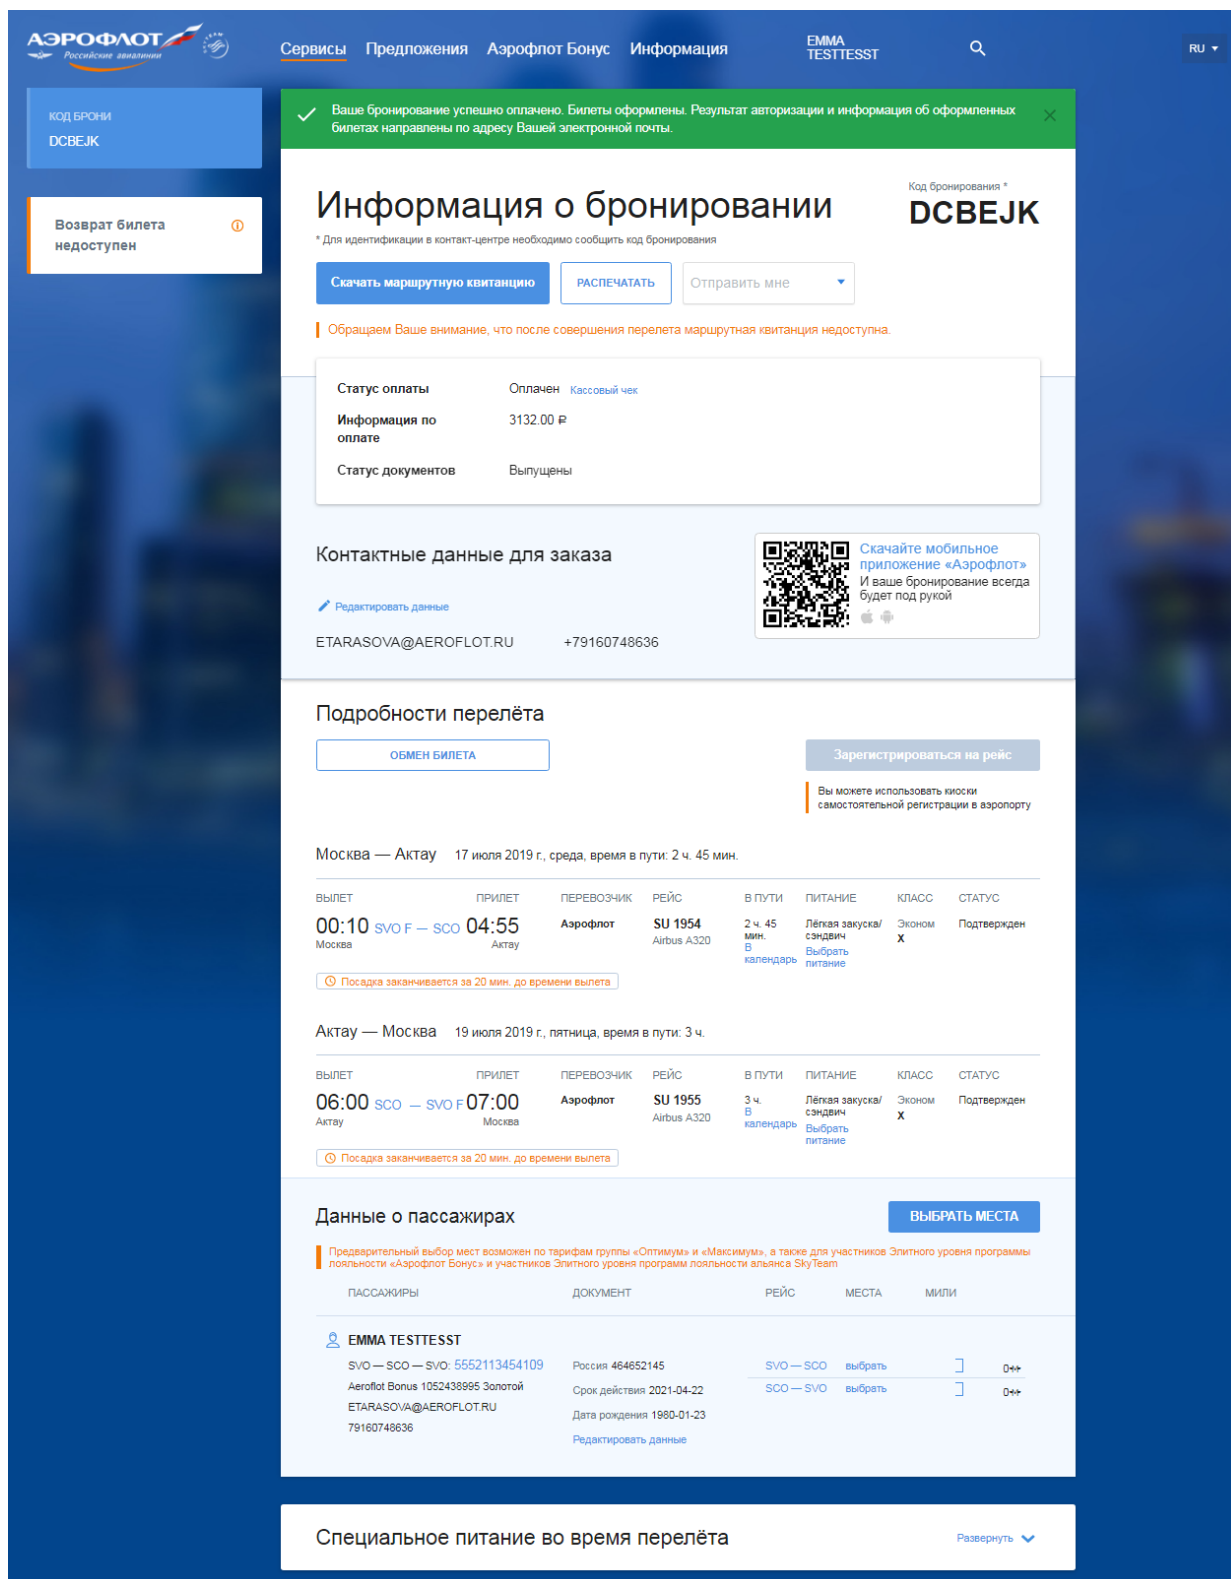 АЭРОФЛОТ
Российские авиалинии
Сервисы Предложения Аэрофлот Бонус Информация
EMMA
TESTTESST
RU
КОД БРОНИ
DCBEJK
Возврат билета
недоступен
Ваше бронирование успешно оплачено. Билеты оформлены. Результат авторизации и информация об оформленных
билетах направлены по адресу Вашей электронной почты.
Информация о бронировании
* Для идентификации в контакт-центре необходимо сообщить код бронирования
Код бронирования *
DCBEJK
Скачать маршрутную квитанцию
РАСПЕЧАТАТЬ
Отправить мне
Обращаем Ваше внимание, что после совершения перелета маршрутная квитанция недоступна.
Статус оплаты Оплачен Кассовый чек
Информация по 3132.00 ₽
оплате
Статус документов Выпущены
Контактные данные для заказа
Редактировать данные
ETARASOVA@AEROFLOT.RU +79160748636
Скачайте мобильное
приложение «Аэрофлот»
И ваше бронирование всегда
будет под рукой
Подробности перелёта
ОБМЕН БИЛЕТА
Зарегистрироваться на рейс
Вы можете использовать киоски
самостоятельной регистрации в аэропорту
Москва — Актау 17 июля 2019 г., среда, время в пути: 2 ч. 45 мин.
ВЫЛЕТ ПРИЛЕТ ПЕРЕВОЗЧИК РЕЙС В ПУТИ ПИТАНИЕ КЛАСС СТАТУС
00:10 SVO F — SCO 04:55 Аэрофлот SU 1954 2 ч. 45 Лёгкая закуска/ Эконом Подтвержден
Москва Актау Airbus A320 мин. сэндвич X
В Выбрать
календарь питание
Посадка заканчивается за 20 мин. до времени вылета
Актау — Москва 19 июля 2019 г., пятница, время в пути: 3 ч.
ВЫЛЕТ ПРИЛЕТ ПЕРЕВОЗЧИК РЕЙС В ПУТИ ПИТАНИЕ КЛАСС СТАТУС
06:00 SCO — SVO F 07:00 Аэрофлот SU 1955 3 ч. Лёгкая закуска/ Эконом Подтвержден
Актау Москва Airbus A320 В сэндвич X
календарь Выбрать
питание
Посадка заканчивается за 20 мин. до времени вылета
Данные о пассажирах
ВЫБРАТЬ МЕСТА
Предварительный выбор мест возможен по тарифам группы «Оптимум» и «Максимум», а также для участников Элитного уровня программы
лояльности «Аэрофлот Бонус» и участников Элитного уровня программ лояльности альянса SkyTeam
ПАССАЖИРЫ ДОКУМЕНТ РЕЙС МЕСТА МИЛИ
EMMA TESTTESST
SVO — SCO — SVO: 5552113454109 Россия 464652145 SVO — SCO выбрать 0
Aeroflot Bonus 1052438995 Золотой Срок действия 2021-04-22 SCO — SVO выбрать 0
ETARASOVA@AEROFLOT.RU Дата рождения 1980-01-23
79160748636 Редактировать данные
Специальное питание во время перелёта Развернуть